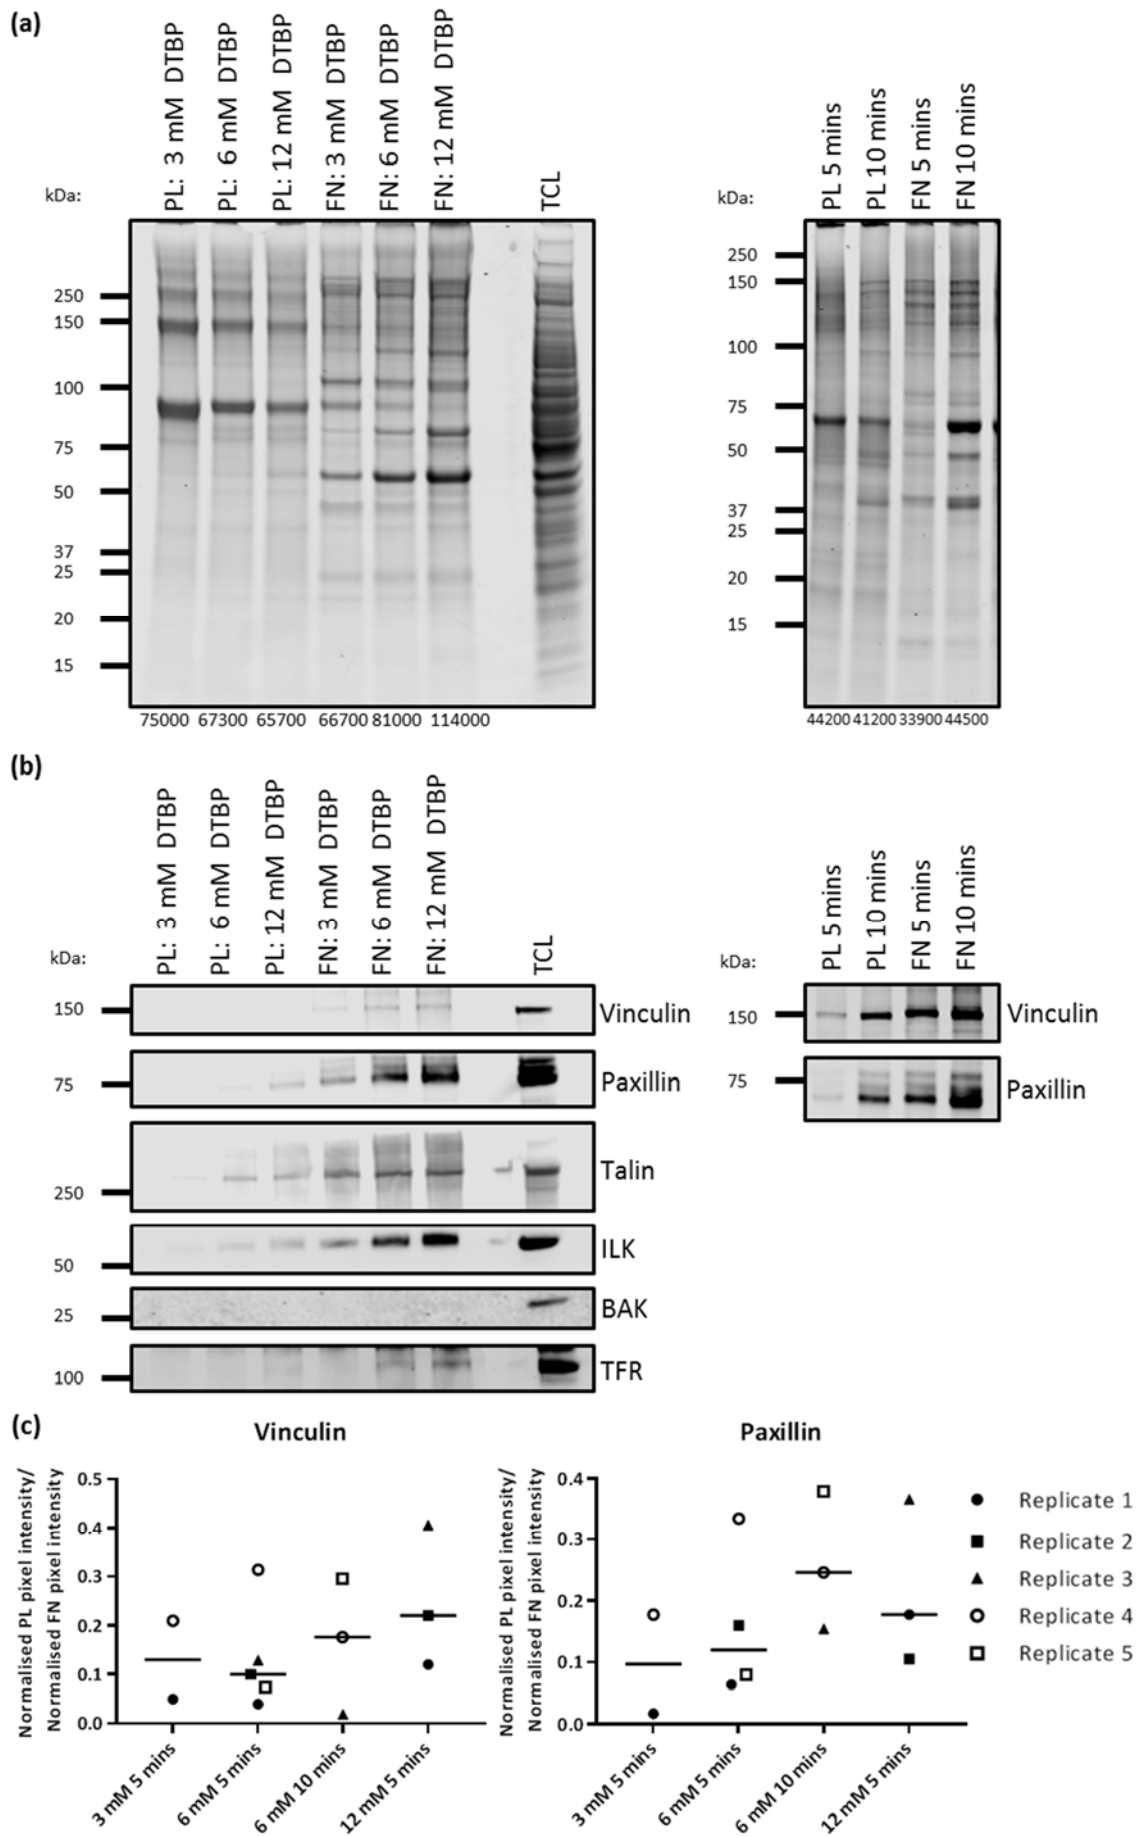 (a)
PL: 3 mM DTBP
PL: 6 mM DTBP
PL: 12 mM DTBP
FN: 3 mM DTBP
FN: 6 mM DTBP
FN: 12 mM DTBP
TCL
kDa:
250
150
100
75
50
37
25
20
15
75000 67300 65700 66700 81000 114000
PL 5 mins
PL 10 mins
FN 5 mins
FN 10 mins
kDa:
250
150
100
75
50
37
25
20
15
44200 41200 33900 44500
(b)
PL: 3 mM DTBP
PL: 6 mM DTBP
PL: 12 mM DTBP
FN: 3 mM DTBP
FN: 6 mM DTBP
FN: 12 mM DTBP
TCL
kDa:
150 Vinculin
75 Paxillin
250 Talin
50 ILK
25 BAK
100 TFR
PL 5 mins
PL 10 mins
FN 5 mins
FN 10 mins
kDa:
150 Vinculin
75 Paxillin
(c)
Vinculin
Normalised PL pixel intensity/
Normalised FN pixel intensity
0.5
0.4
0.3
0.2
0.1
0.0
3 mM 5 mins
6 mM 5 mins
6 mM 10 mins
12 mM 5 mins
Paxillin
Normalised PL pixel intensity/
Normalised FN pixel intensity
0.4
0.3
0.2
0.1
0.0
3 mM 5 mins
6 mM 5 mins
6 mM 10 mins
12 mM 5 mins
Replicate 1
Replicate 2
Replicate 3
Replicate 4
Replicate 5